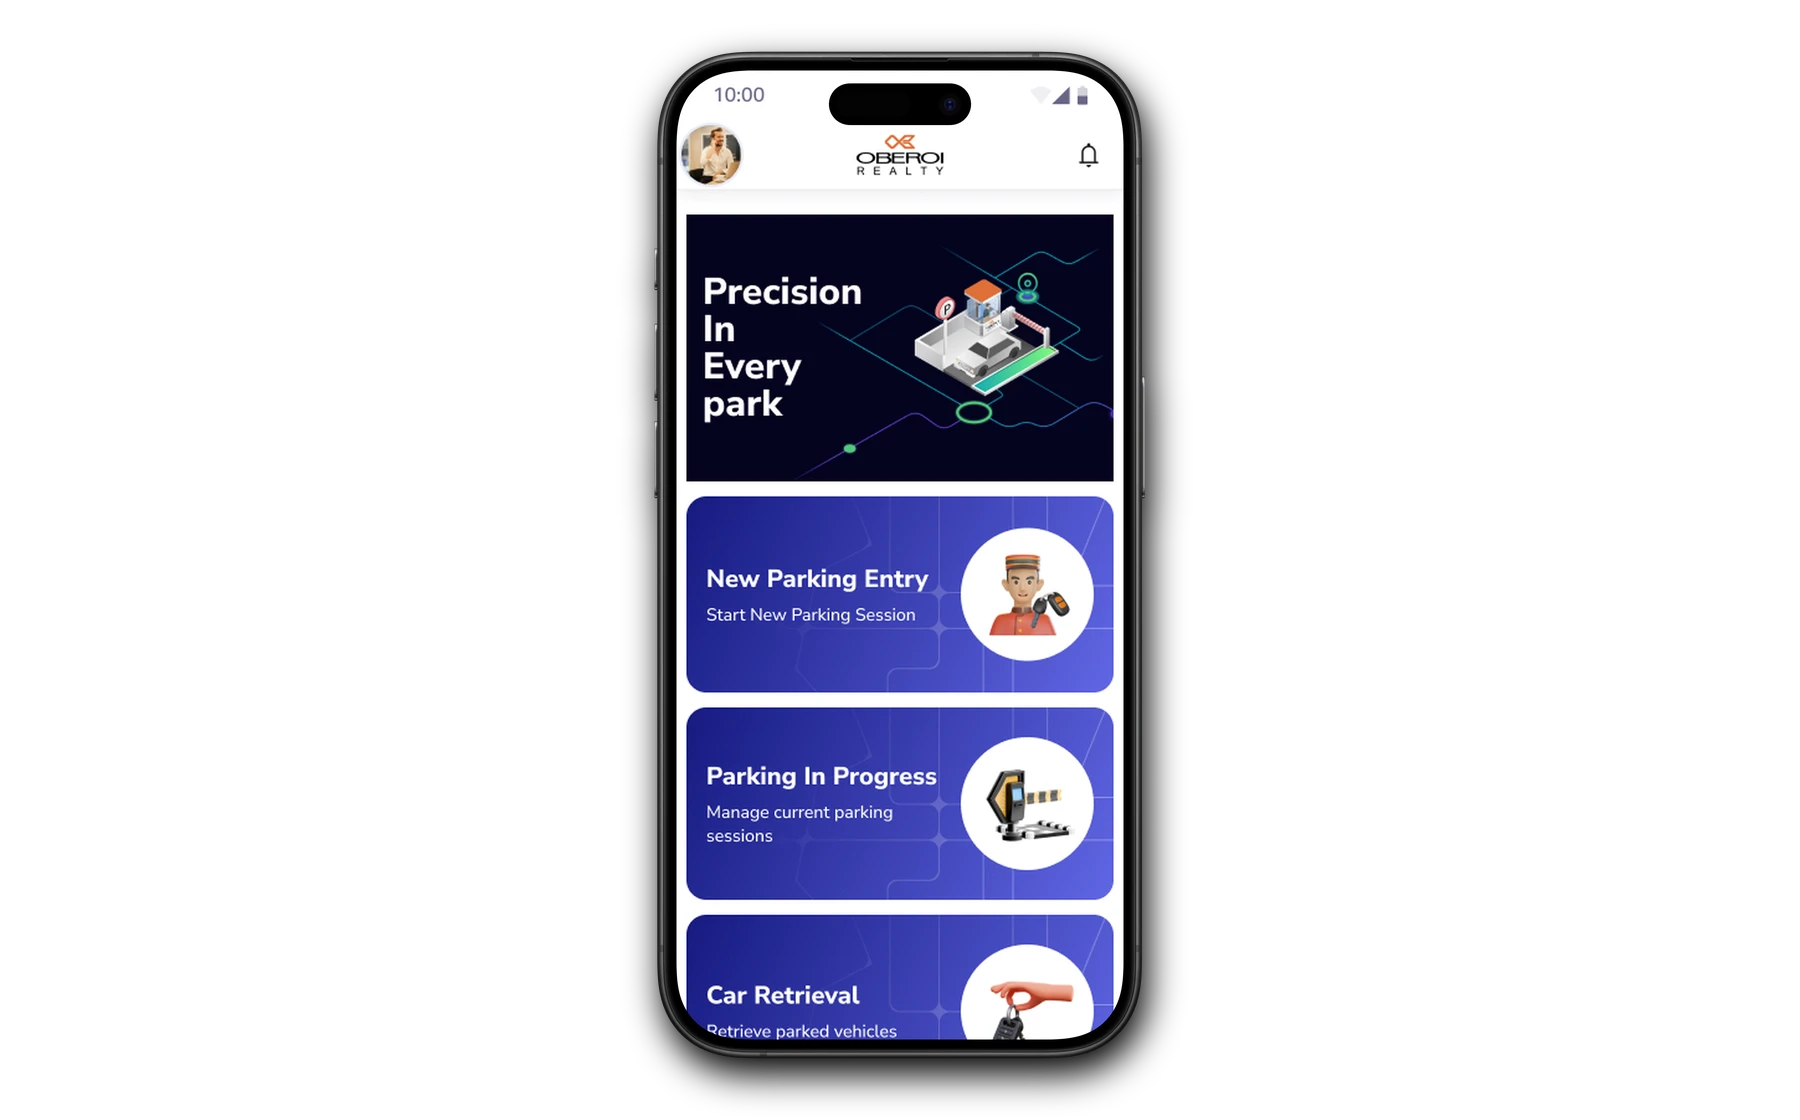 10:00
OBEROI
REALTY
Precision
In
Every
park
P
New Parking Entry
Start New Parking Session
Parking In Progress
Manage current parking
sessions
Car Retrieval
Retrieve parked vehicles